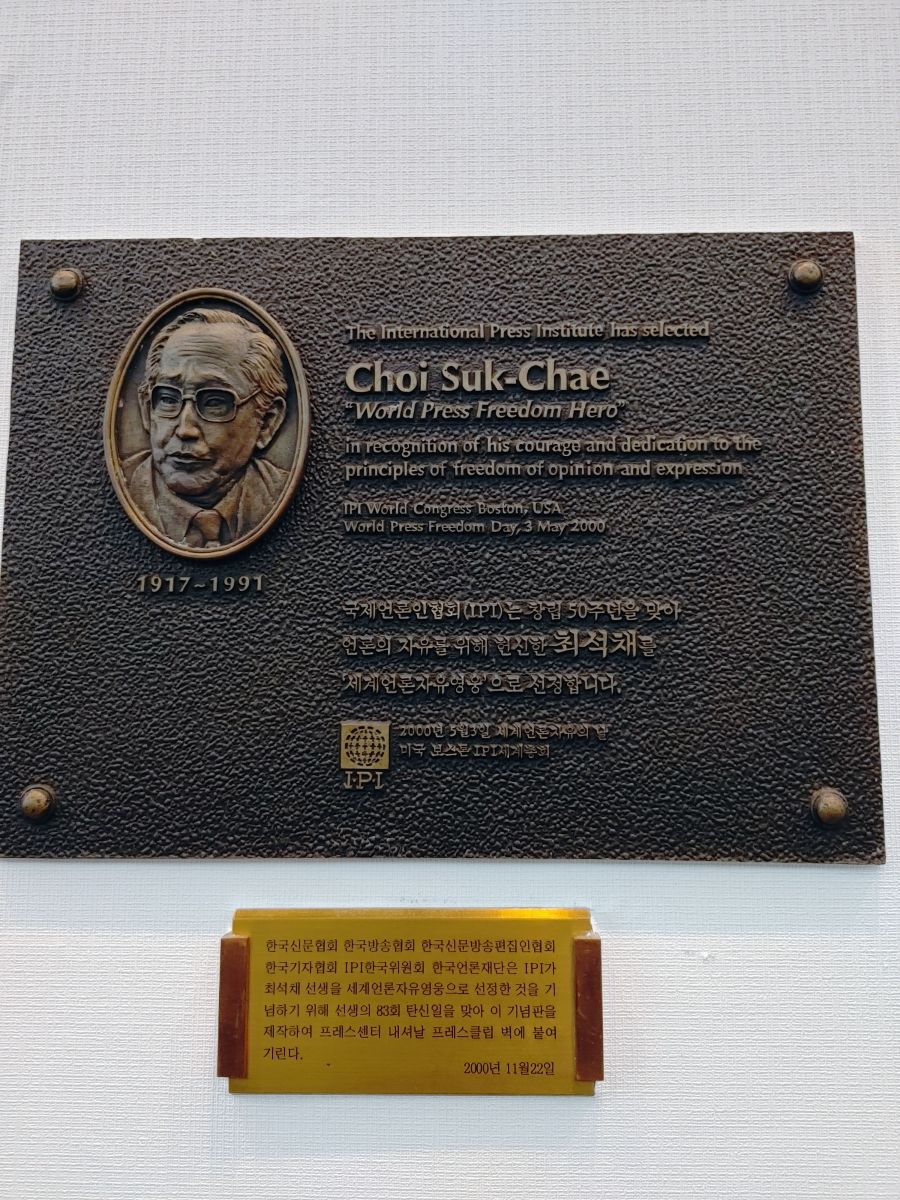 The International Press Institute has selected
Choi Suk-Chae
"World Press Freedom Hero"
in recognition of his courage and dedication to the
principles of freedom of opinion and expression
IPI World Congress Boston, USA
World Press Freedom Day, 3 May 2000
1917~1991
국제언론인협회(IPI)는 창립 50주년을 맞아
언론의 자유를 위해 헌신한 최석채를
'세계언론자유영웅'으로 선정합니다.
2000년 5월3일 세계언론자유의 날
미국 보스톤 IPI세계총회
I·P·I
한국신문협회 한국방송협회 한국신문방송편집인협회
한국기자협회 IPI한국위원회 한국언론재단은 IPI가
최석채 선생을 세계언론자유영웅으로 선정한 것을 기
념하기 위해 선생의 83회 탄신일을 맞아 이 기념판을
제작하여 프레스센터 내셔날 프레스클럽 벽에 붙여
기린다.
2000년 11월22일